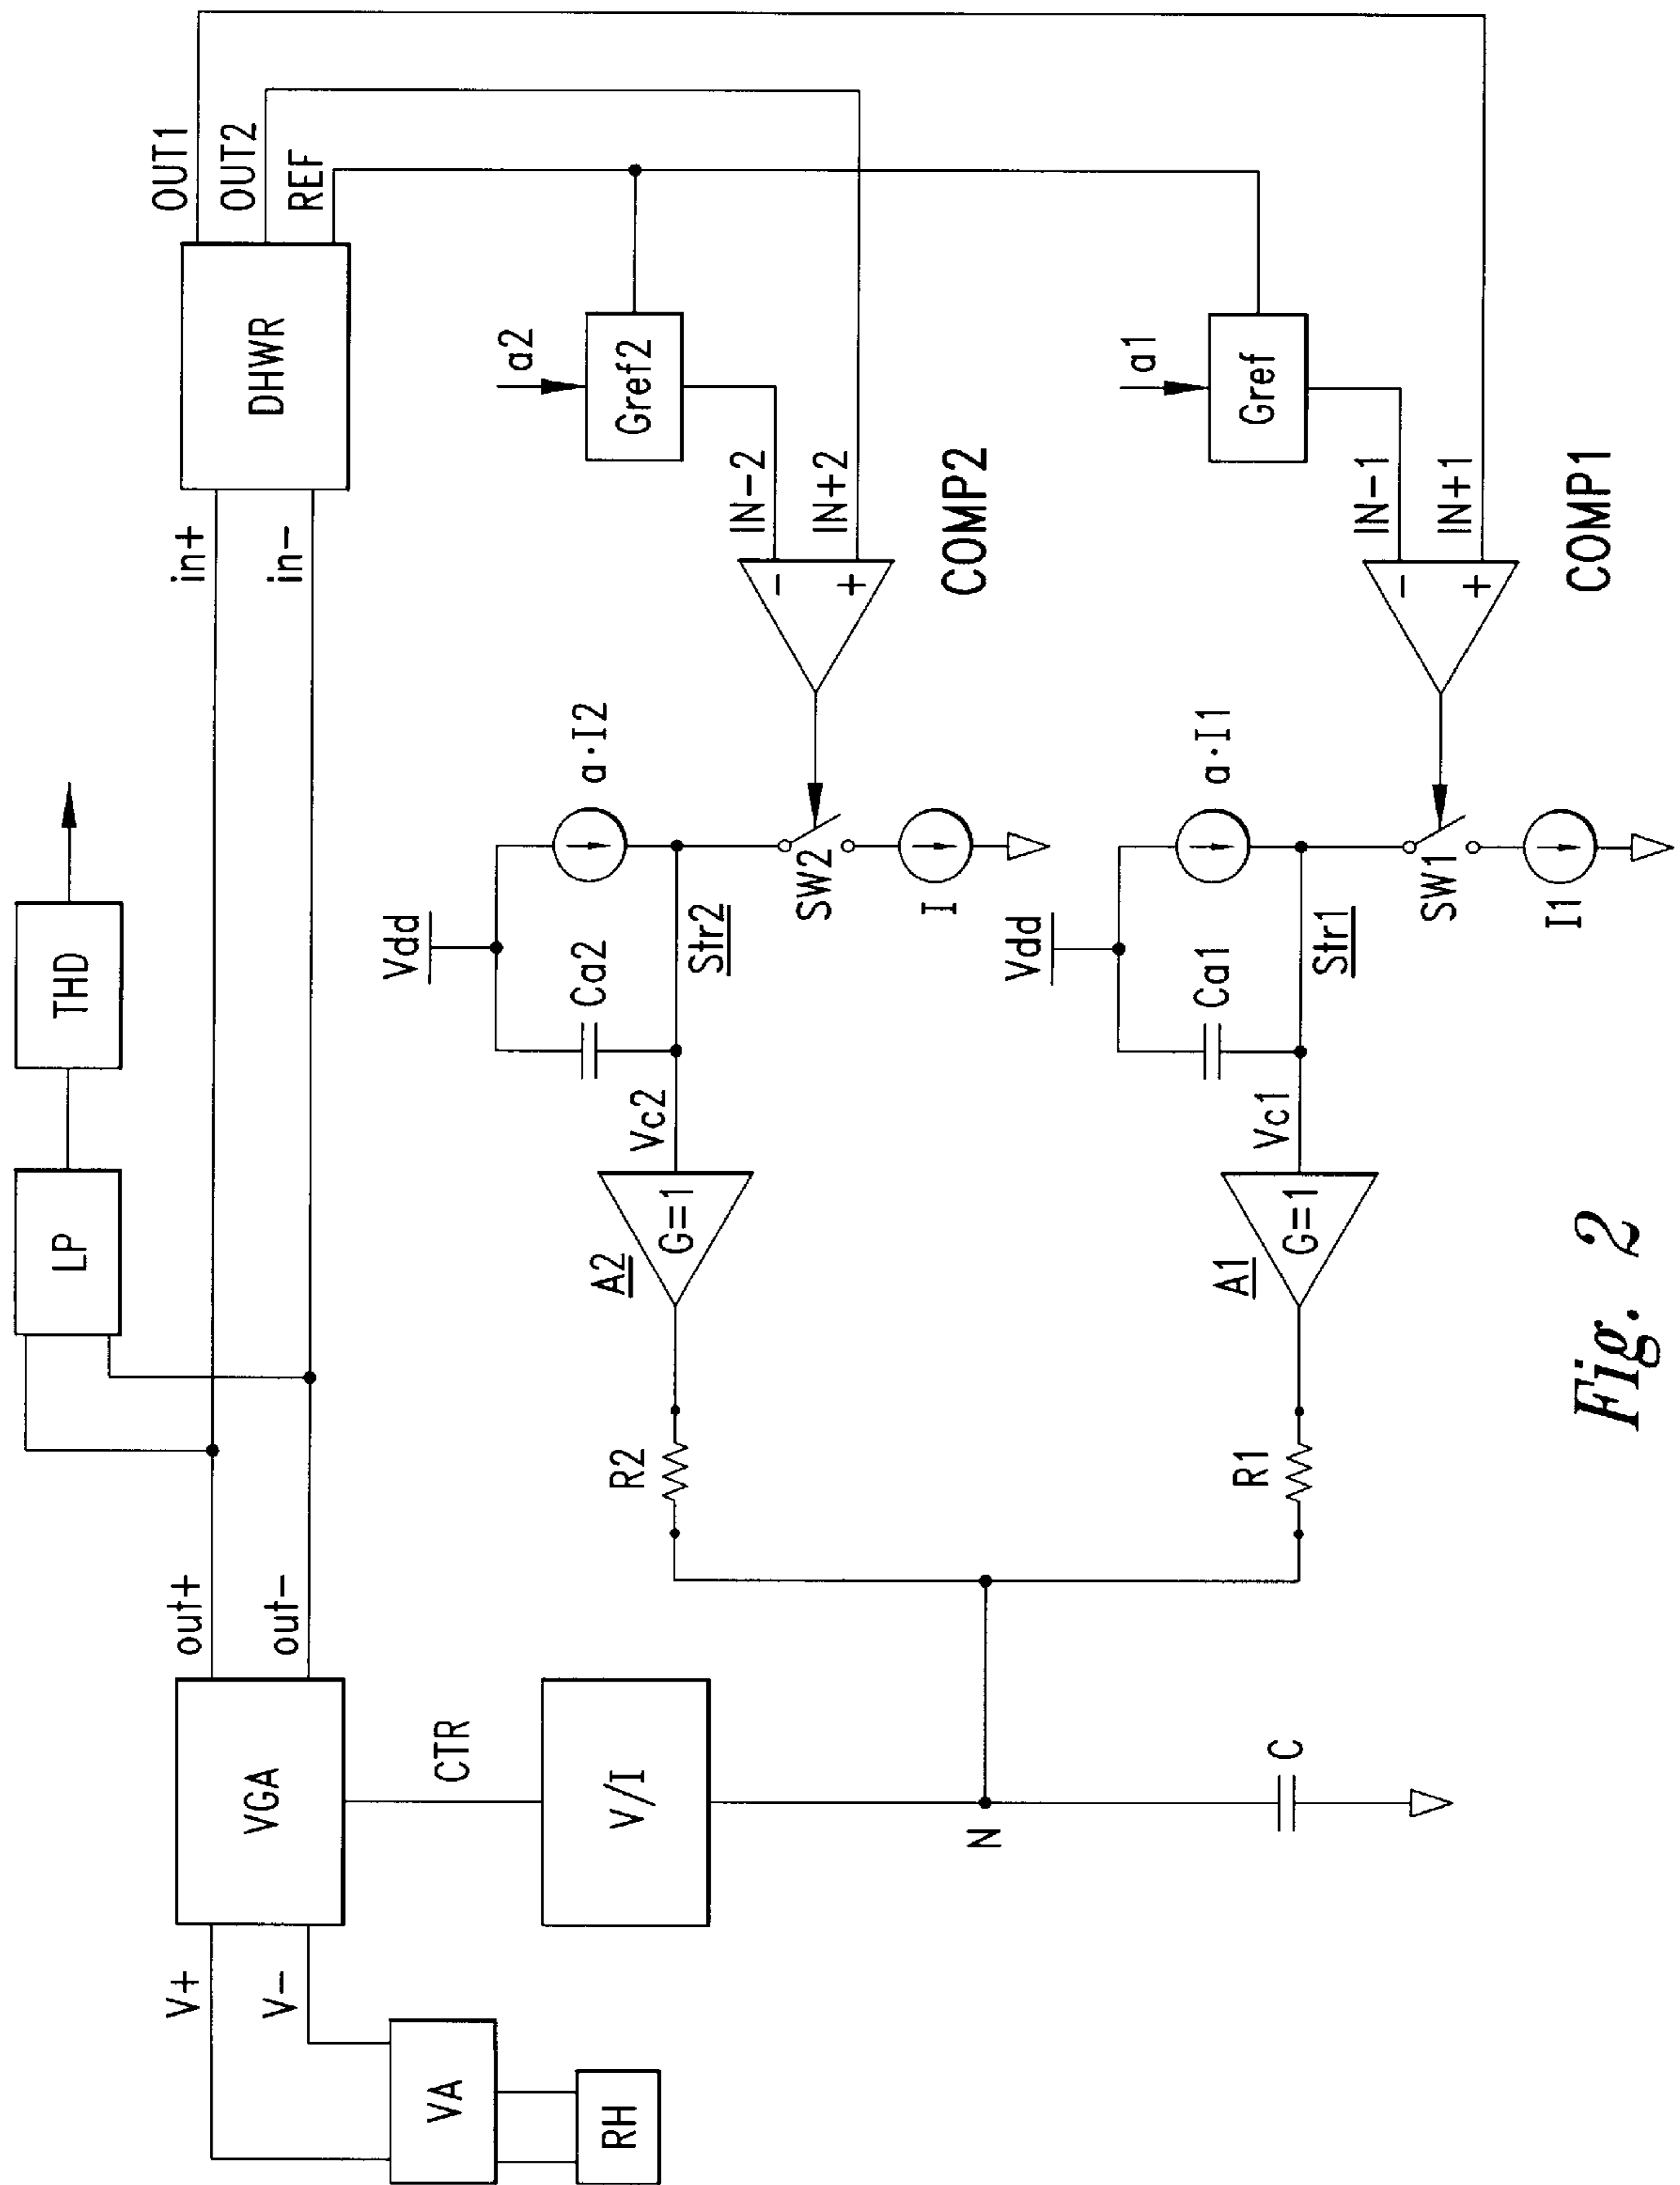 THD
LP
V+
V-
VA
RH
VGA
out+
out-
in+
in-
DHWR
OUT1
OUT2
REF
CTR
V/I
N
C
Vdd
Ca2
a·I2
Str2
Vc2
A2
G=1
R2
SW2
I
a2
Gref2
IN-2
IN+2
-
+
COMP2
Vdd
Ca1
a·I1
Str1
Vc1
A1
G=1
R1
SW1
I1
a1
Gref
IN-1
IN+1
-
+
COMP1
Fig. 2